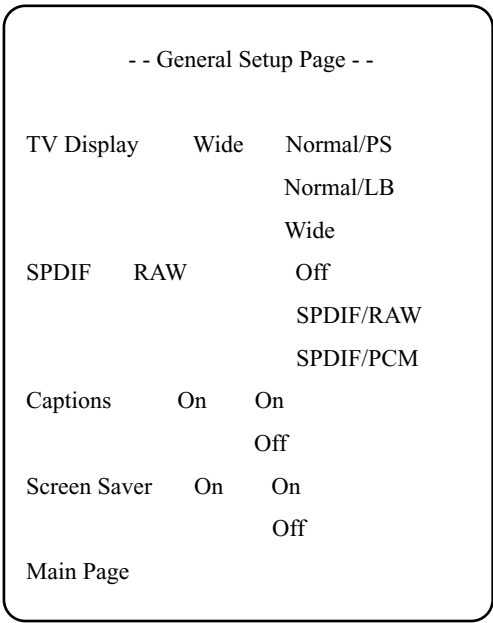 - - General Setup Page - -
TV Display Wide Normal/PS
Normal/LB
Wide
SPDIF RAW Off
SPDIF/RAW
SPDIF/PCM
Captions On On
Off
Screen Saver On On
Off
Main Page